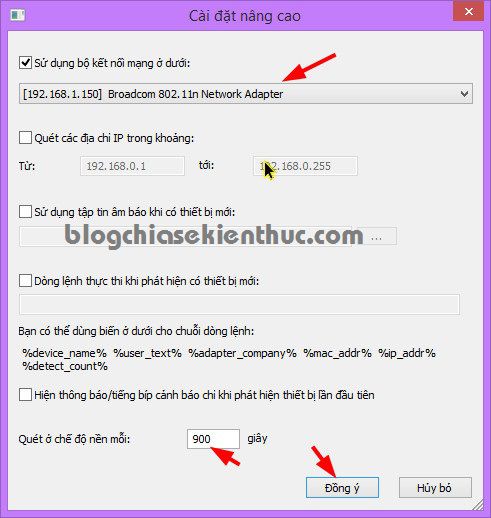 Cài đặt nâng cao
Sử dụng bộ kết nối mạng ở dưới:
[192.168.1.150] Broadcom 802.11n Network Adapter
Quét các địa chỉ IP trong khoảng:
Từ: 192.168.0.1 tới: 192.168.0.255
Sử dụng tập tin âm báo khi có thiết bị mới:
blogchiasekienthuc.com ...
Dòng lệnh thực thi khi phát hiện có thiết bị mới:
Bạn có thể dùng biến ở dưới cho chuỗi dòng lệnh:
%device_name% %user_text% %adapter_company% %mac_addr% %ip_addr%
%detect_count%
Hiện thông báo/tiếng bíp cảnh báo chỉ khi phát hiện thiết bị lần đầu tiên
Quét ở chế độ nền mỗi: 900 giây
Đồng ý Hủy bỏ